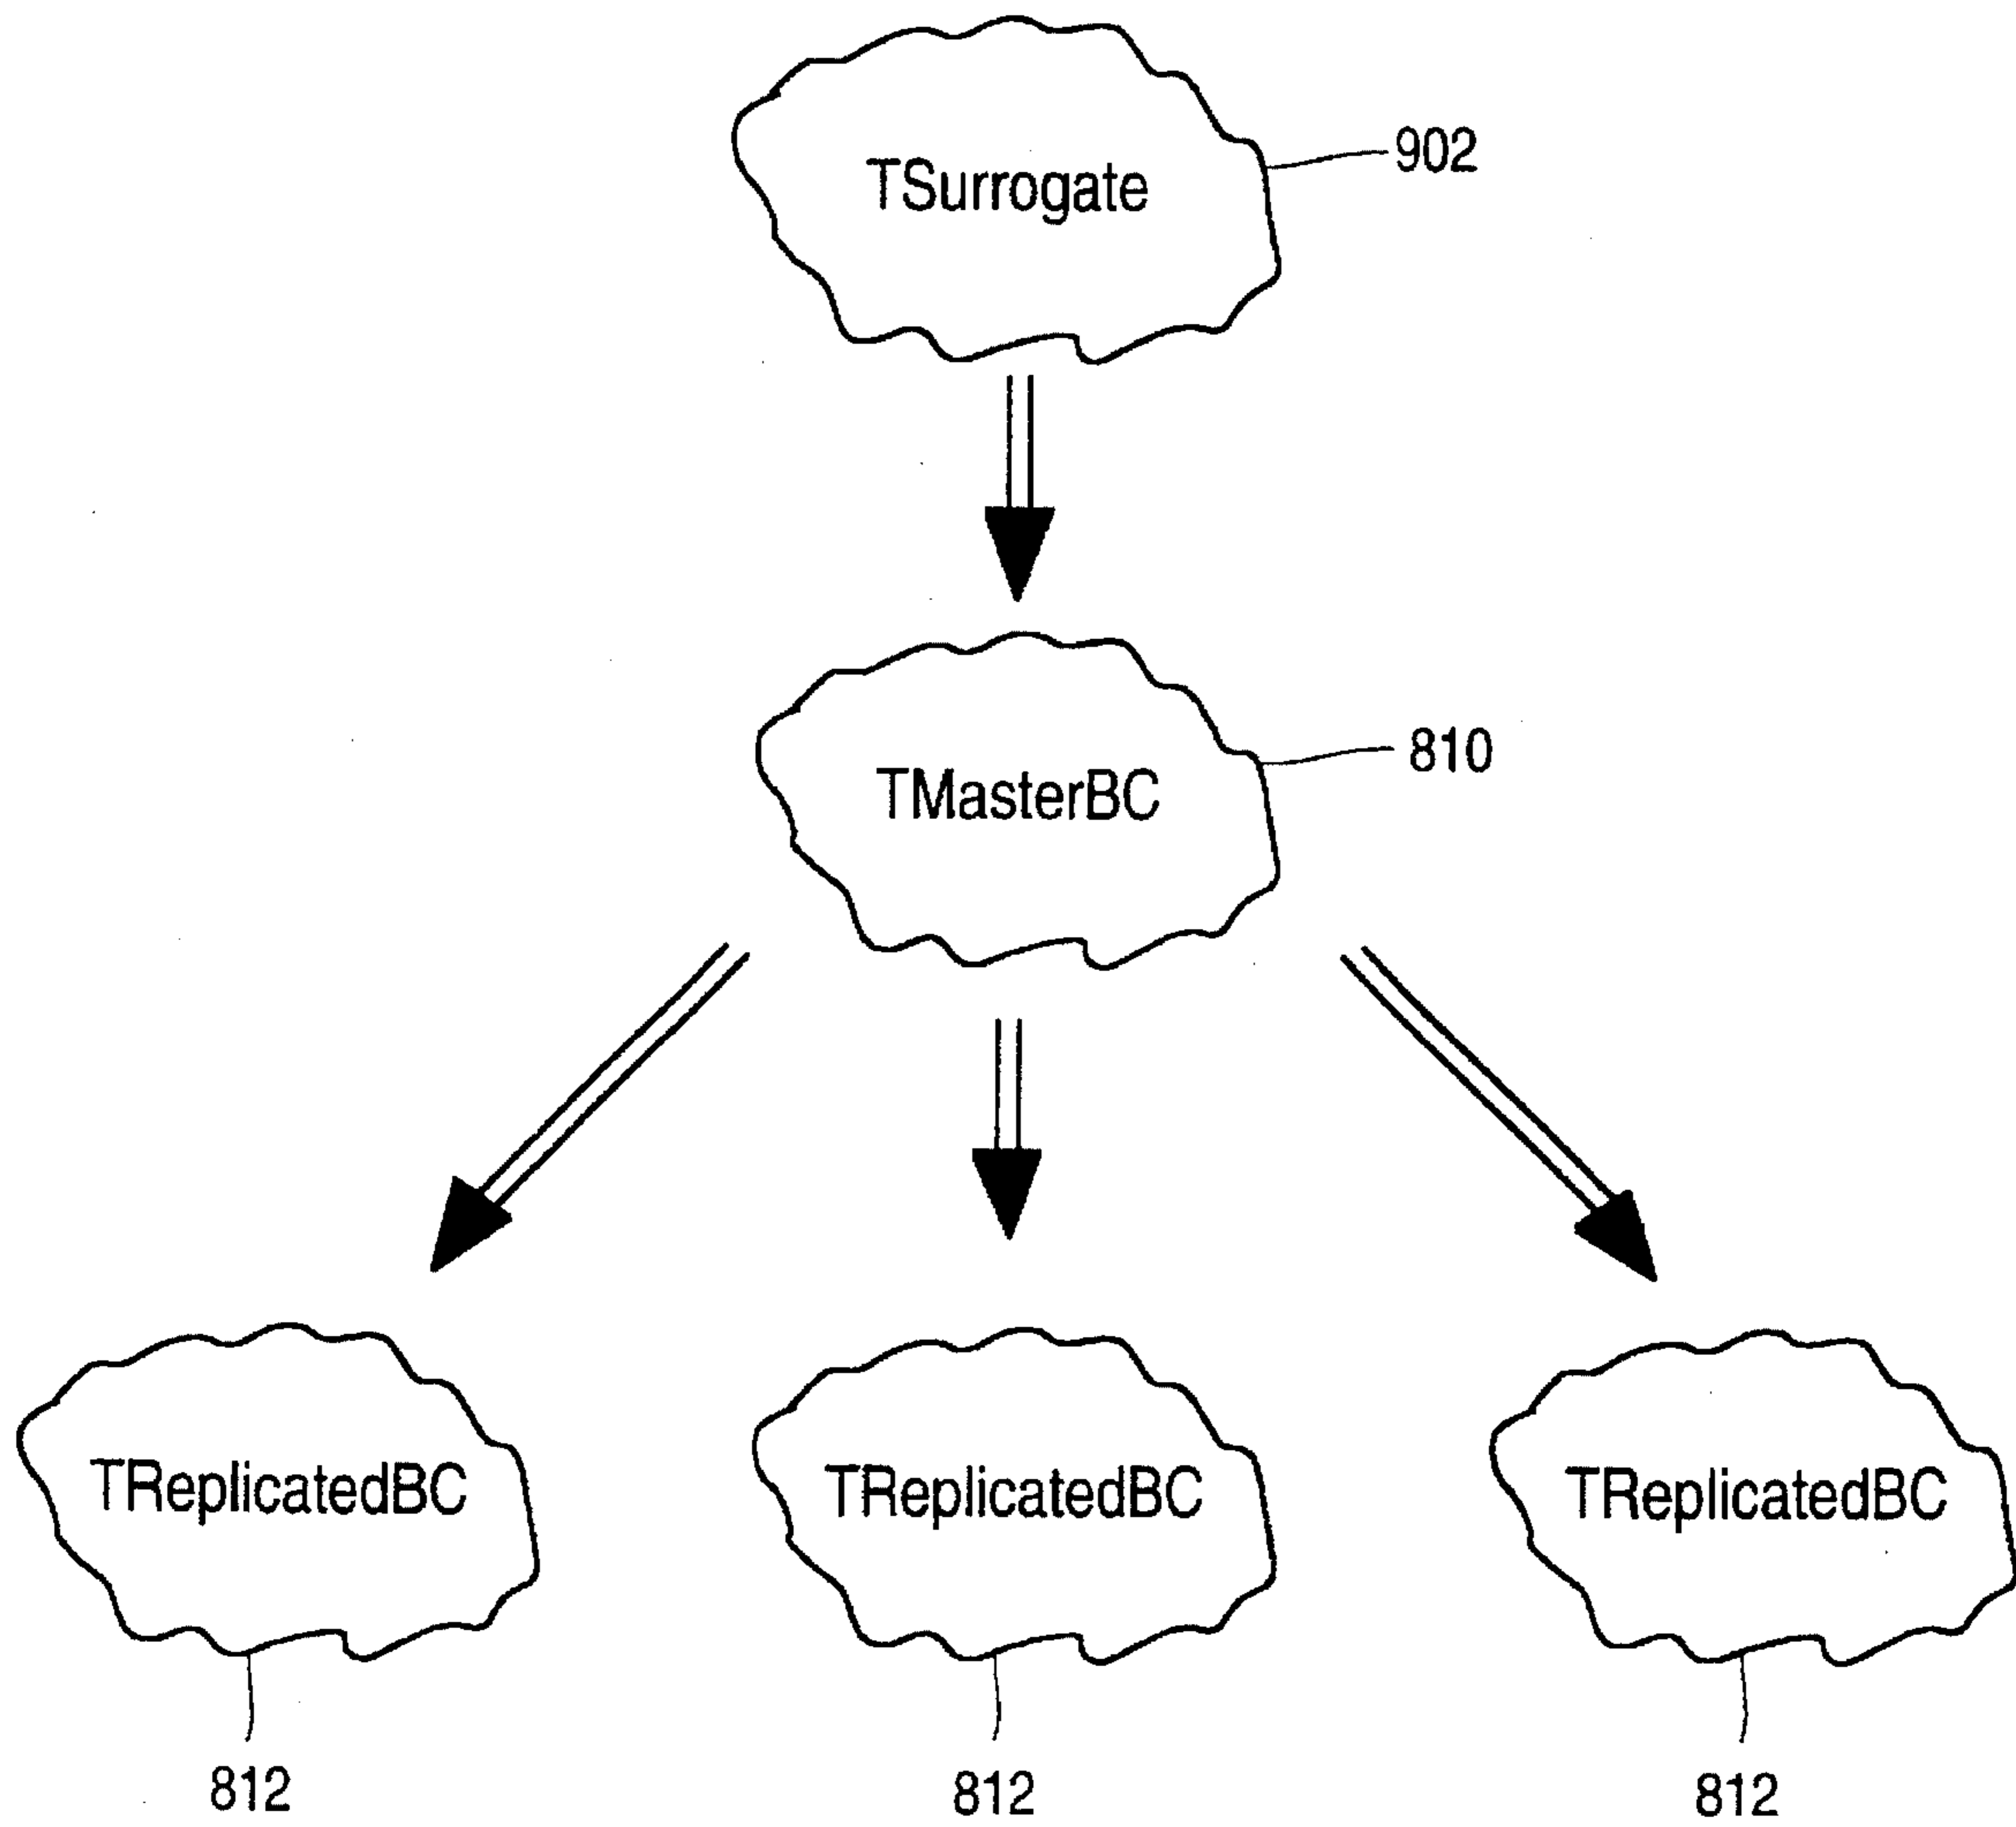 TSurrogate
902
TMasterBC
810
TReplicatedBC
TReplicatedBC
TReplicatedBC
812
812
812